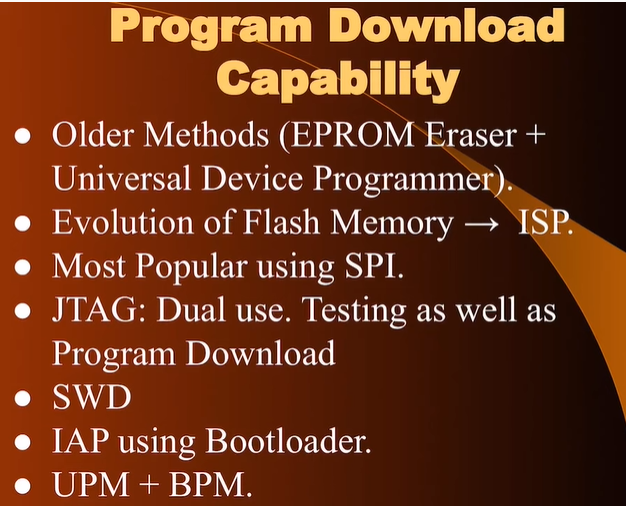 Program Download
Capability
● Older Methods (EPROM Eraser +
Universal Device Programmer).
● Evolution of Flash Memory → ISP.
● Most Popular using SPI.
● JTAG: Dual use. Testing as well as
Program Download
● SWD
● IAP using Bootloader.
● UPM + BPM.